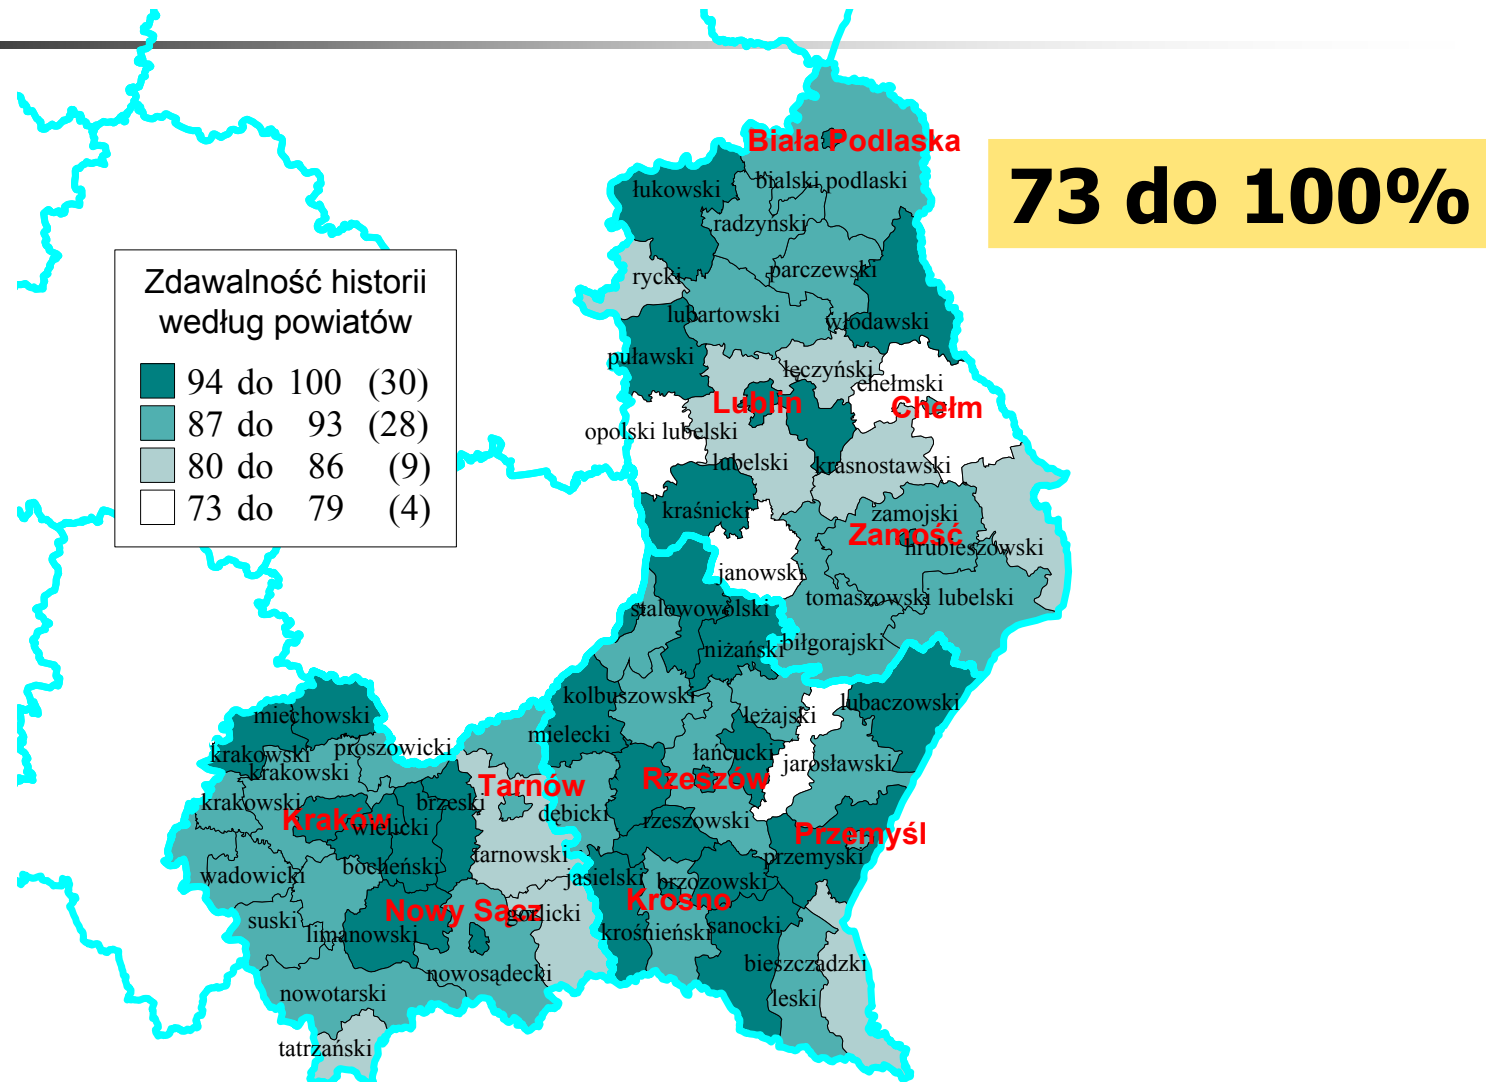 Biała Podlaska
73 do 100%
łukowski
bialski podlaski
radzyński
Zdawalność historii
według powiatów
94 do 100 (30)
87 do 93 (28)
80 do 86 (9)
73 do 79 (4)
rycki
parczewski
lubartowski
włodawski
puławski
łęczyński
chełmski
Lublin
Chełm
opolski lubelski
lubelski
krasnostawski
kraśnicki
zamojski
Zamość
hrubieszowski
janowski
tomaszowski lubelski
stalowowolski
niżański
biłgorajski
kolbuszowski
lubaczowski
miechowski
leżajski
mielecki
krakowski
proszowicki
łańcucki
jarosławski
krakowski
Rzeszów
Tarnów
krakowski
brzeski
dębicki
Kraków
wielicki
rzeszowski
Przemyśl
tarnowski
przemyski
bocheński
wadowicki
jasielski
brzozowski
Krosno
Nowy Sącz
gorlicki
suski
limanowski
krośnieński
sanocki
bieszczadzki
nowosądecki
nowotarski
leski
tatrzański